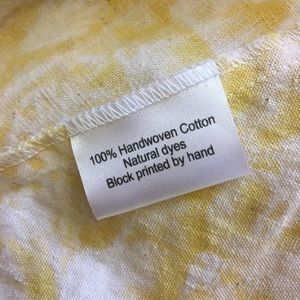 100% Handwoven Cotton
Natural dyes
Block printed by hand